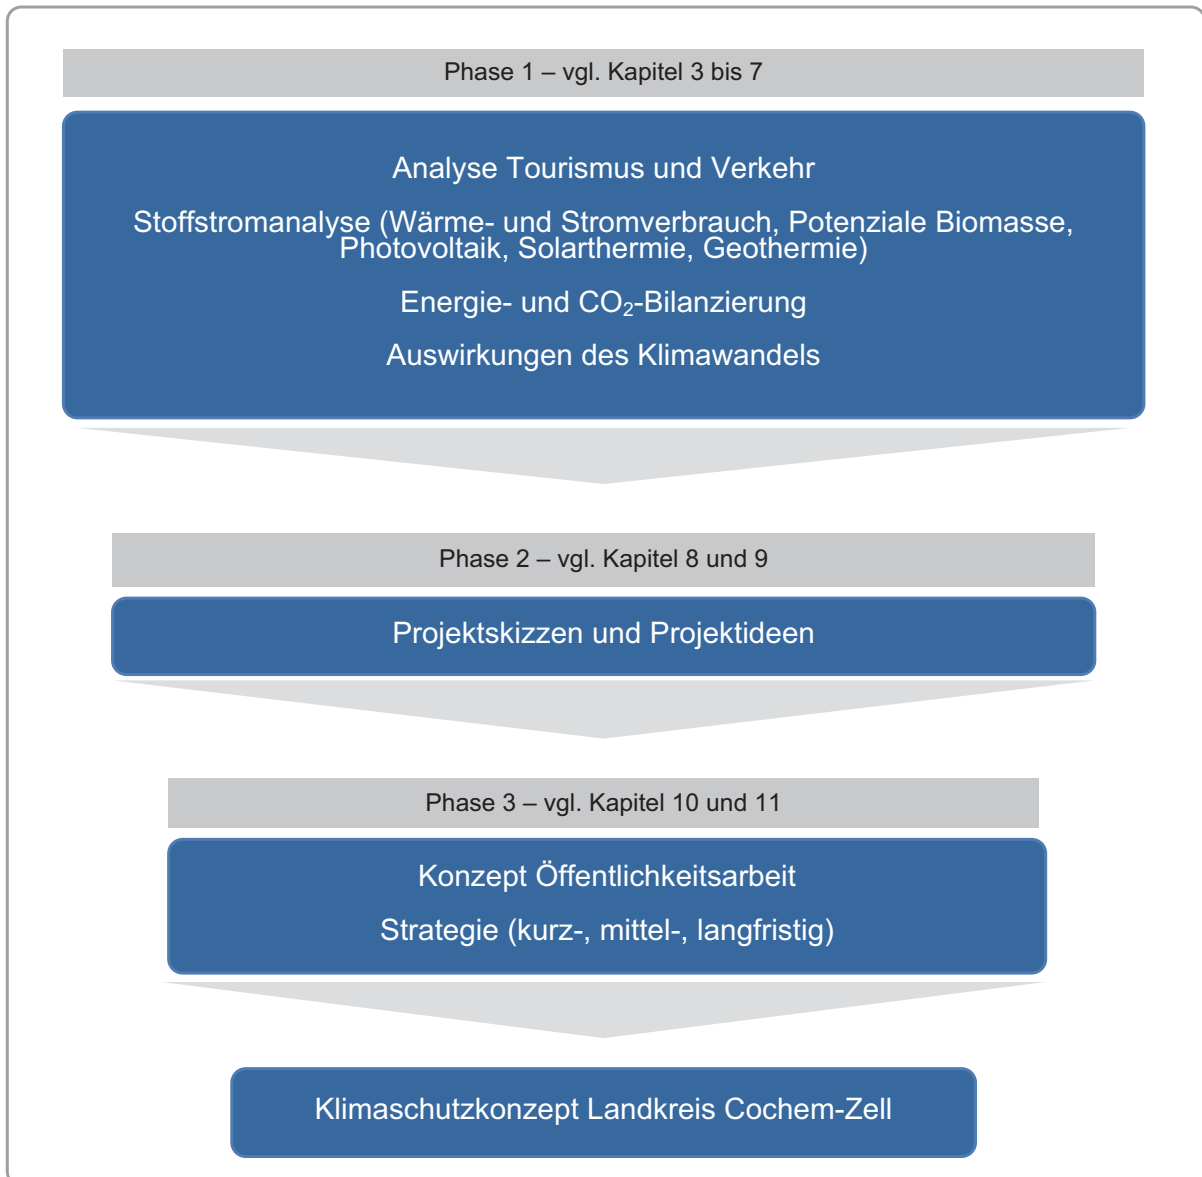 Phase 1 – vgl. Kapitel 3 bis 7
Analyse Tourismus und Verkehr
Stoffstromanalyse (Wärme- und Stromverbrauch, Potenziale Biomasse,
Photovoltaik, Solarthermie, Geothermie)
Energie- und CO₂-Bilanzierung
Auswirkungen des Klimawandels
Phase 2 – vgl. Kapitel 8 und 9
Projektskizzen und Projektideen
Phase 3 – vgl. Kapitel 10 und 11
Konzept Öffentlichkeitsarbeit
Strategie (kurz-, mittel-, langfristig)
Klimaschutzkonzept Landkreis Cochem-Zell